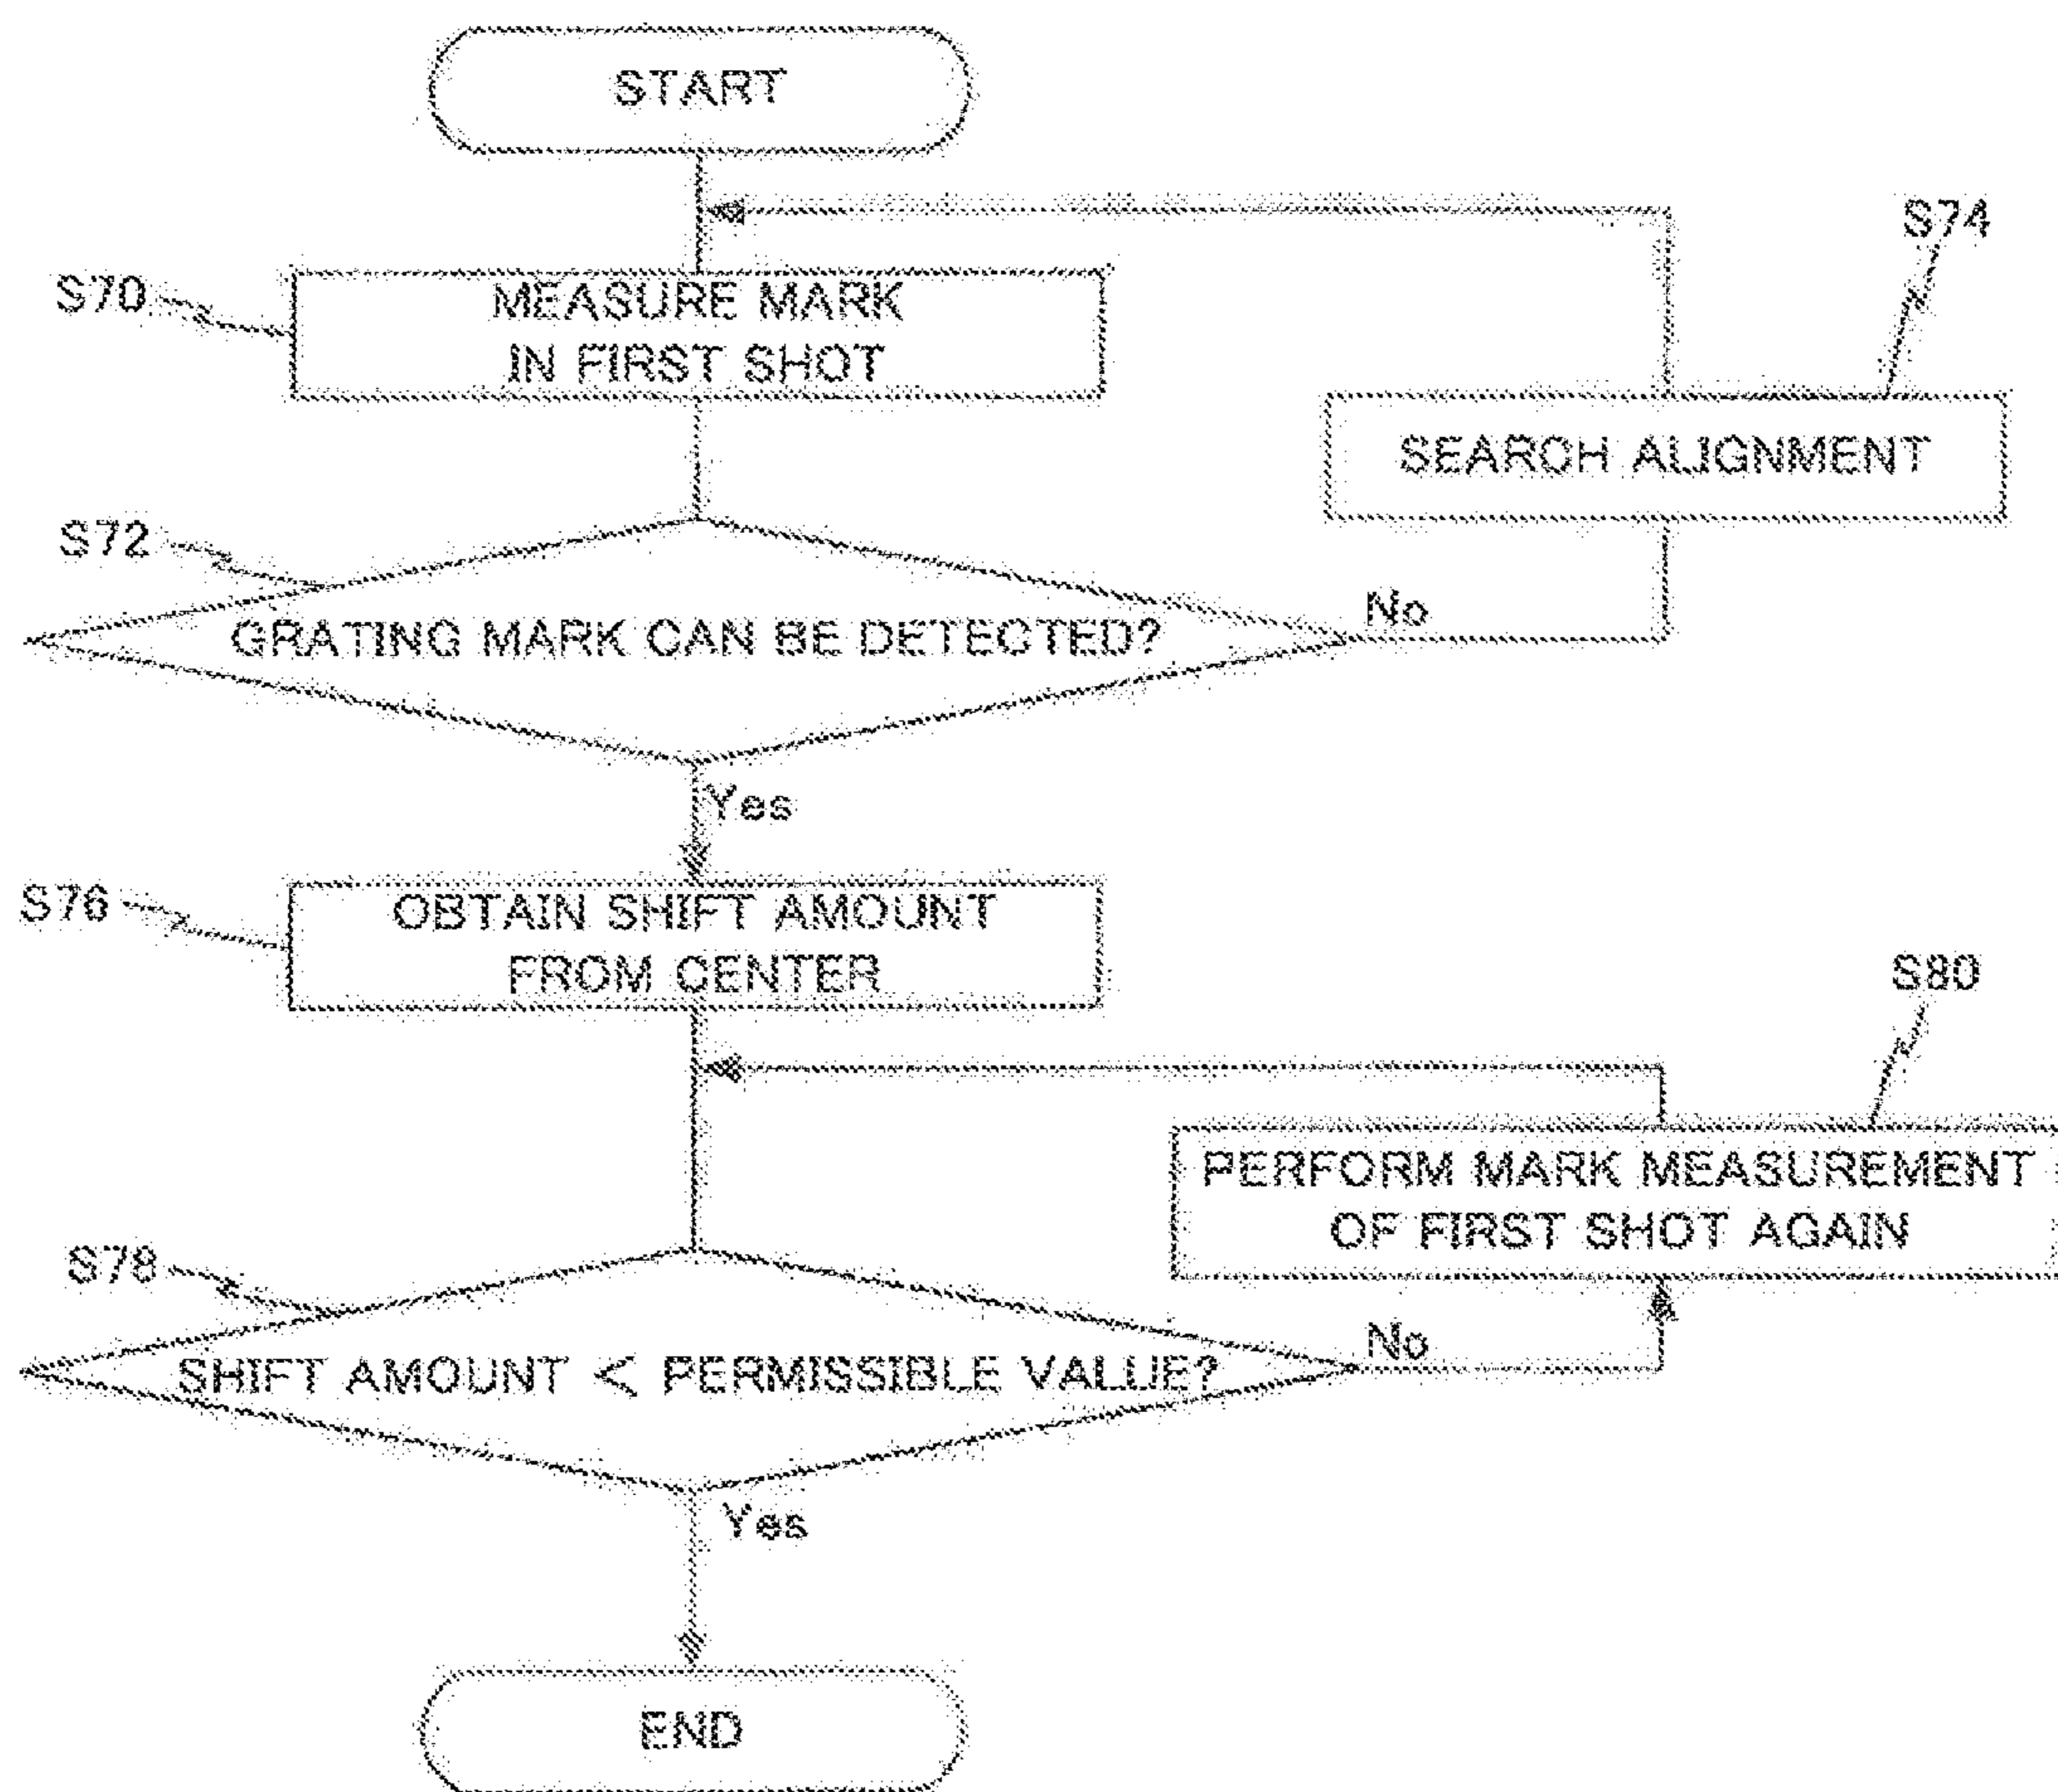 START
S74
S70
MEASURE MARK
IN FIRST SHOT
SEARCH ALIGNMENT
S72
No
GRATING MARK CAN BE DETECTED?
Yes
S76
OBTAIN SHIFT AMOUNT
FROM CENTER
S80
PERFORM MARK MEASUREMENT
OF FIRST SHOT AGAIN
S78
No
SHIFT AMOUNT < PERMISSIBLE VALUE?
Yes
END